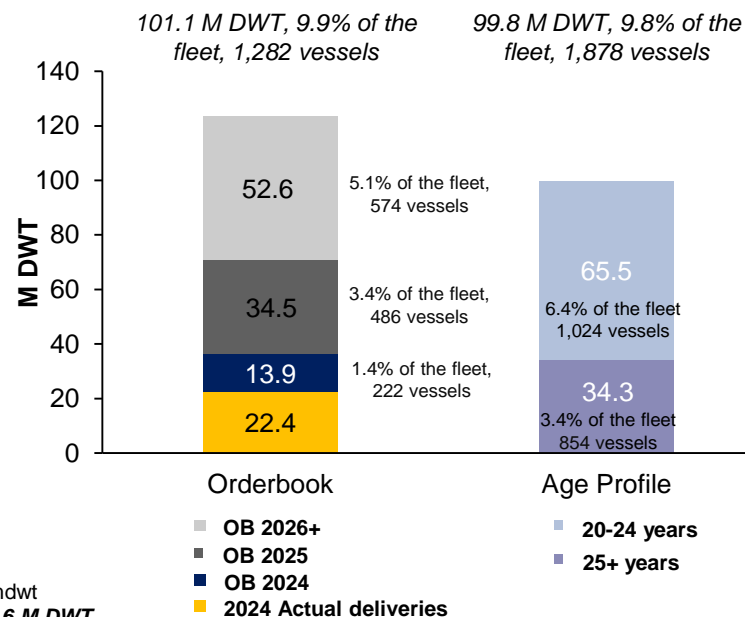 101.1 M DWT, 9.9% of the
fleet, 1,282 vessels
99.8 M DWT, 9.8% of the
fleet, 1,878 vessels
M DWT
140
120
100
80
60
40
20
0
52.6
5.1% of the fleet,
574 vessels
34.5
3.4% of the fleet,
486 vessels
13.9
1.4% of the fleet,
222 vessels
22.4
65.5
6.4% of the fleet
1,024 vessels
34.3
3.4% of the fleet
854 vessels
Orderbook
Age Profile
OB 2026+
OB 2025
OB 2024
2024 Actual deliveries
20-24 years
25+ years
6 M DWT